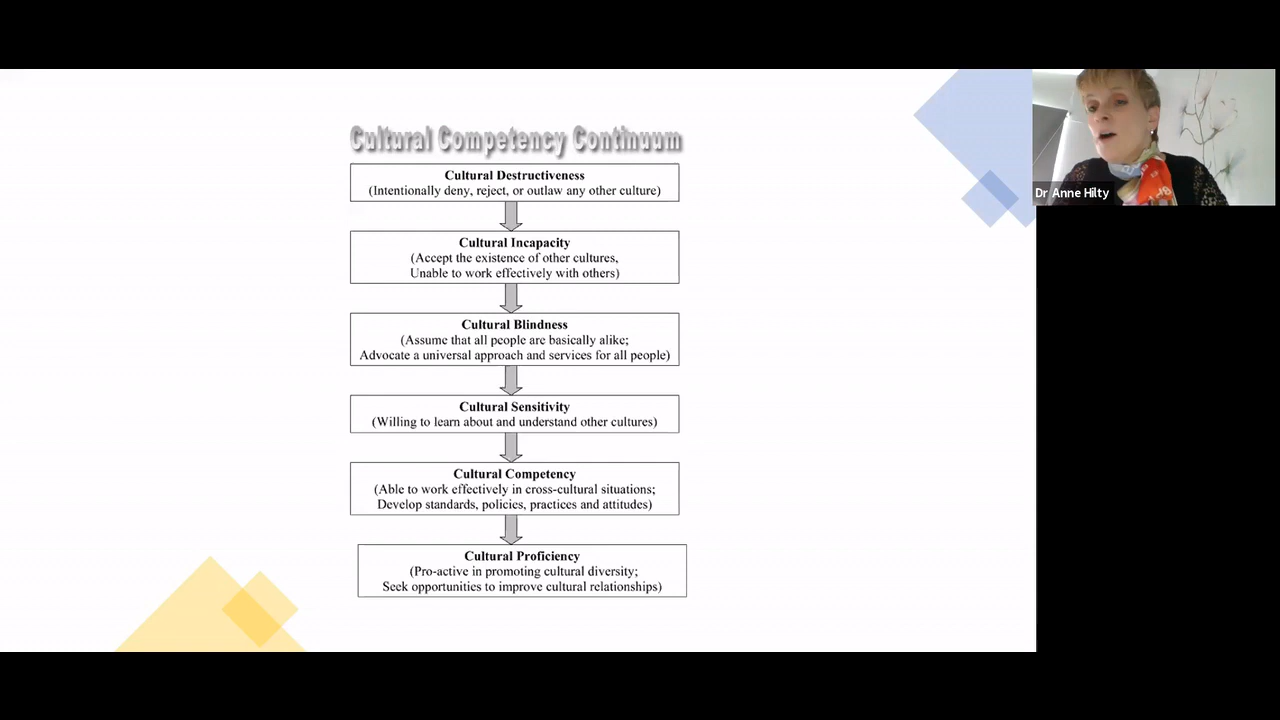 Cultural Competency Continuum
Cultural Destructiveness
(Intentionally deny, reject, or outlaw any other culture)
Cultural Incapacity
(Accept the existence of other cultures,
Unable to work effectively with others)
Cultural Blindness
(Assume that all people are basically alike;
Advocate a universal approach and services for all people)
Cultural Sensitivity
(Willing to learn about and understand other cultures)
Cultural Competency
(Able to work effectively in cross-cultural situations;
Develop standards, policies, practices and attitudes)
Cultural Proficiency
(Pro-active in promoting cultural diversity;
Seek opportunities to improve cultural relationships)
Dr Anne Hilty